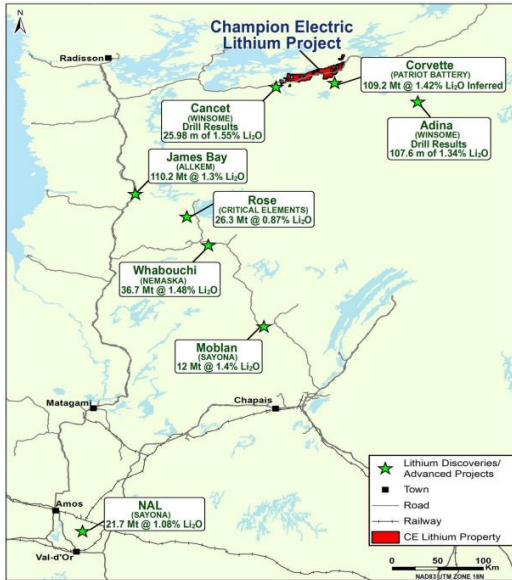 N
Champion Electric
Lithium Project
Radisson
Corvette
(PATRIOT BATTERY)
109.2 Mt @ 1.42% Li₂O Inferred
Cancet
(WINSOME)
Drill Results
25.98 m of 1.55% Li₂O
Adina
(WINSOME)
Drill Results
107.6 m of 1.34% Li₂O
James Bay
(ALLKEM)
110.2 Mt @ 1.3% Li₂O
Rose
(CRITICAL ELEMENTS)
26.3 Mt @ 0.87% Li₂O
Whabouchi
(NEMASKA)
36.7 Mt @ 1.48% Li₂O
Moblan
(SAYONA)
12 Mt @ 1.4% Li₂O
Matagami
Chapais
Amos
NAL
(SAYONA)
21.7 Mt @ 1.08% Li₂O
Val-d'Or
Lithium Discoveries/
Advanced Projects
Town
Road
Railway
CE Lithium Property
0 50 100
Km
NAD83 UTM ZONE 18N